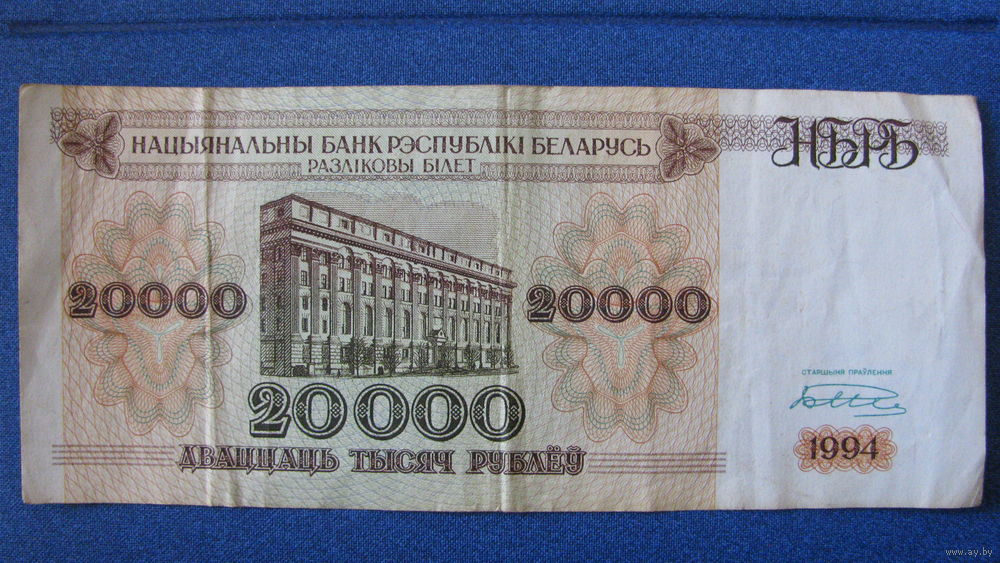 НАЦЫЯНАЛЬНЫ БАНК РЭСПУБЛІКІ БЕЛАРУСЬ
РАЗЛІКОВЫ БІЛЕТ
НБРБ
20000
20000
20000
ДВАЦЦАЦЬ ТЫСЯЧ РУБЛЁЎ
СТАРШЫНЯ ПРАЎЛЕННЯ
1994
www.ay.by